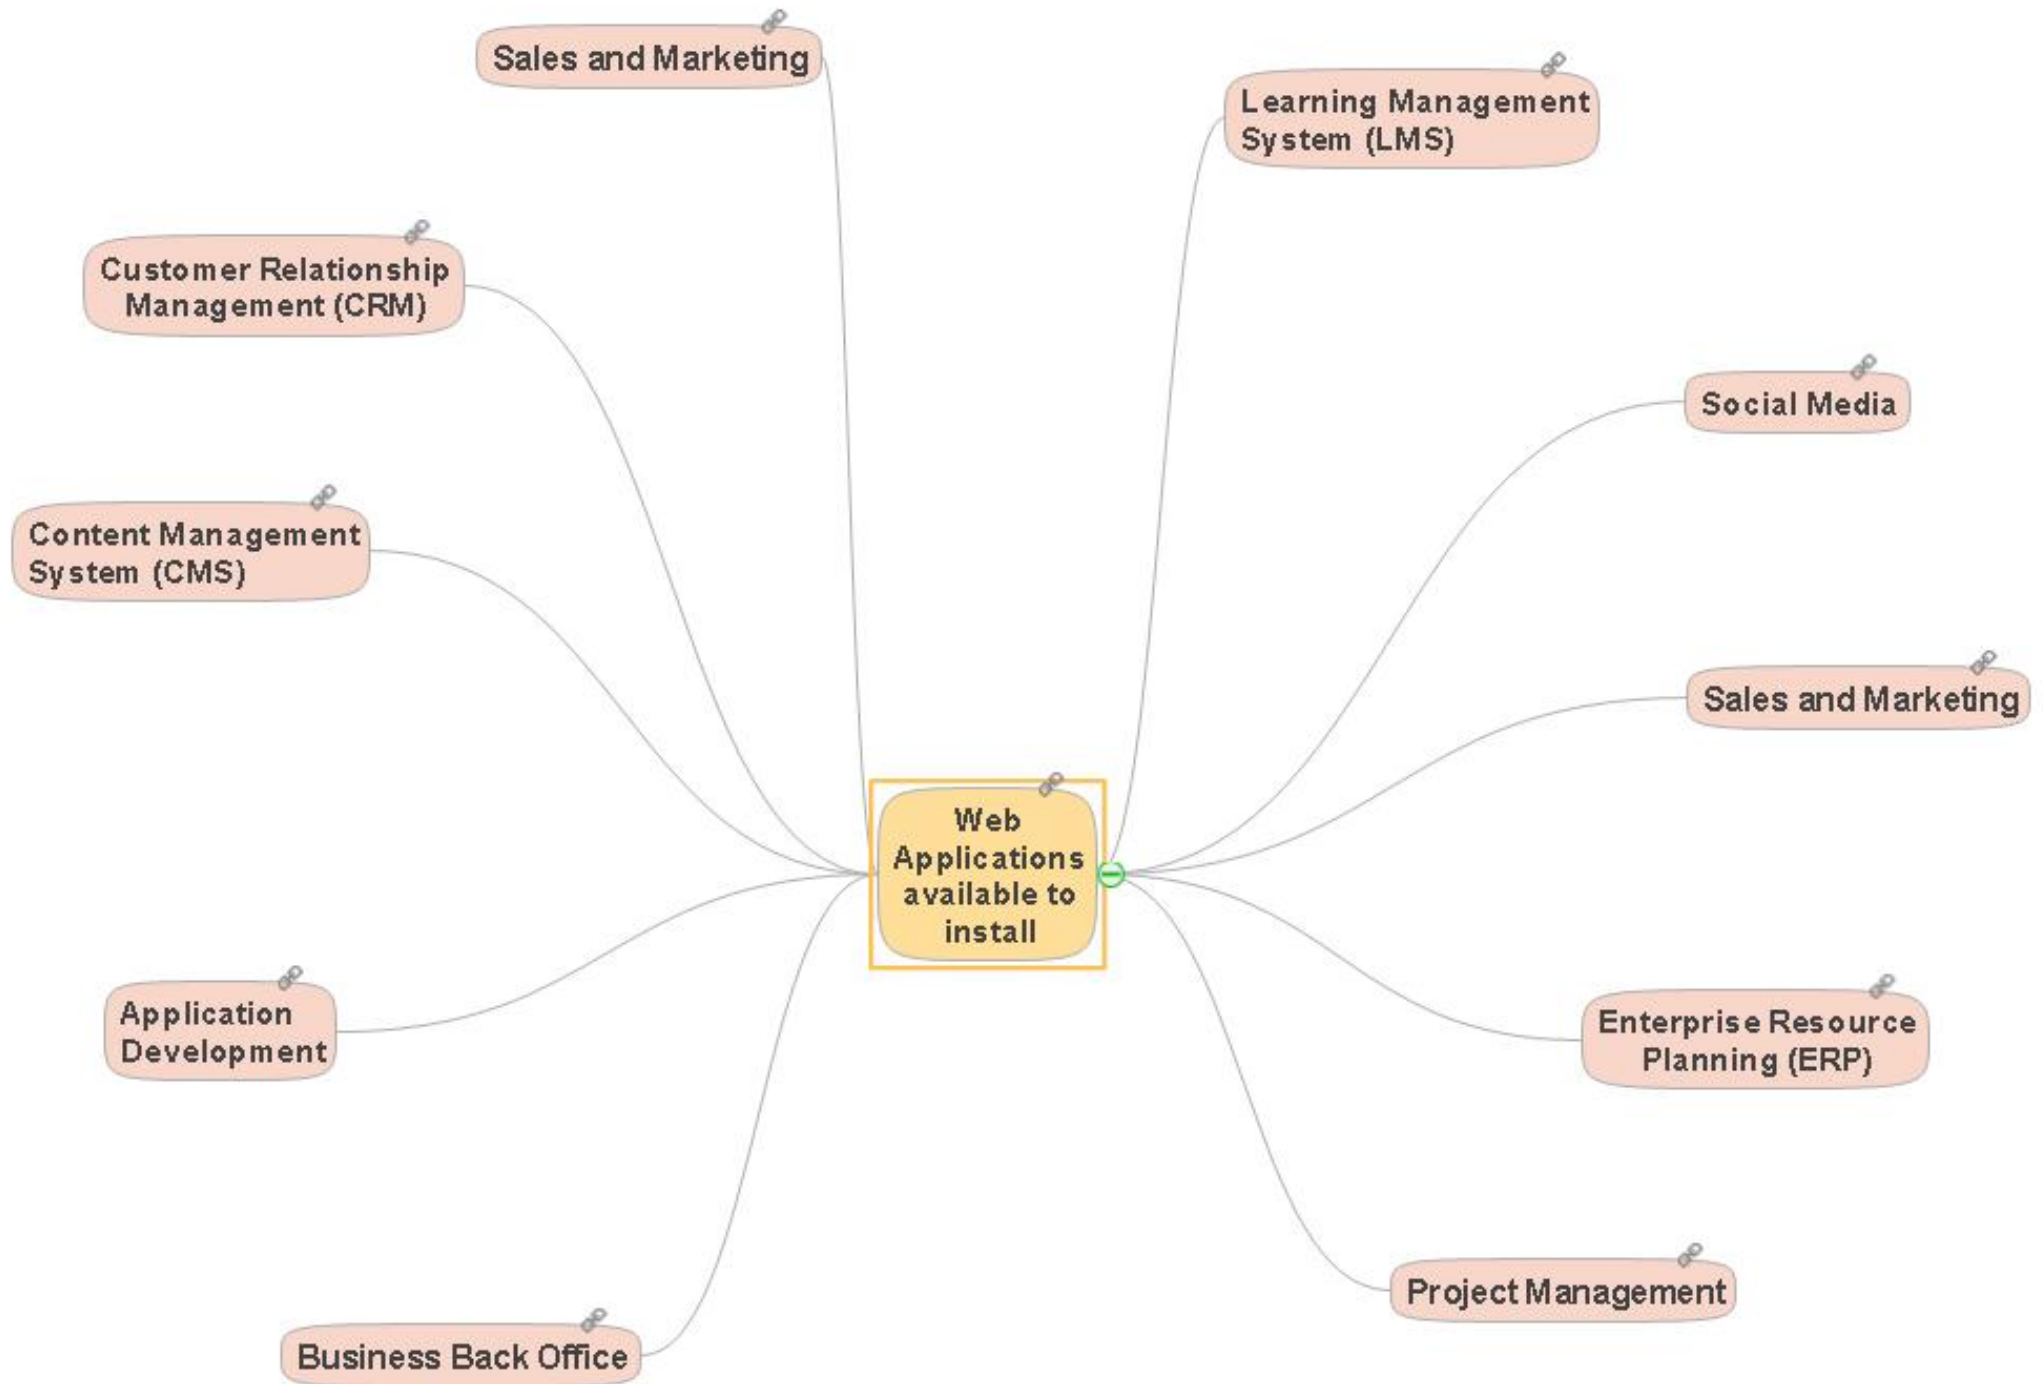 Sales and Marketing
Learning Management
System (LMS)
Customer Relationship
Management (CRM)
Social Media
Content Management
System (CMS)
Sales and Marketing
Web
Applications
available to
install
Application
Development
Enterprise Resource
Planning (ERP)
Project Management
Business Back Office